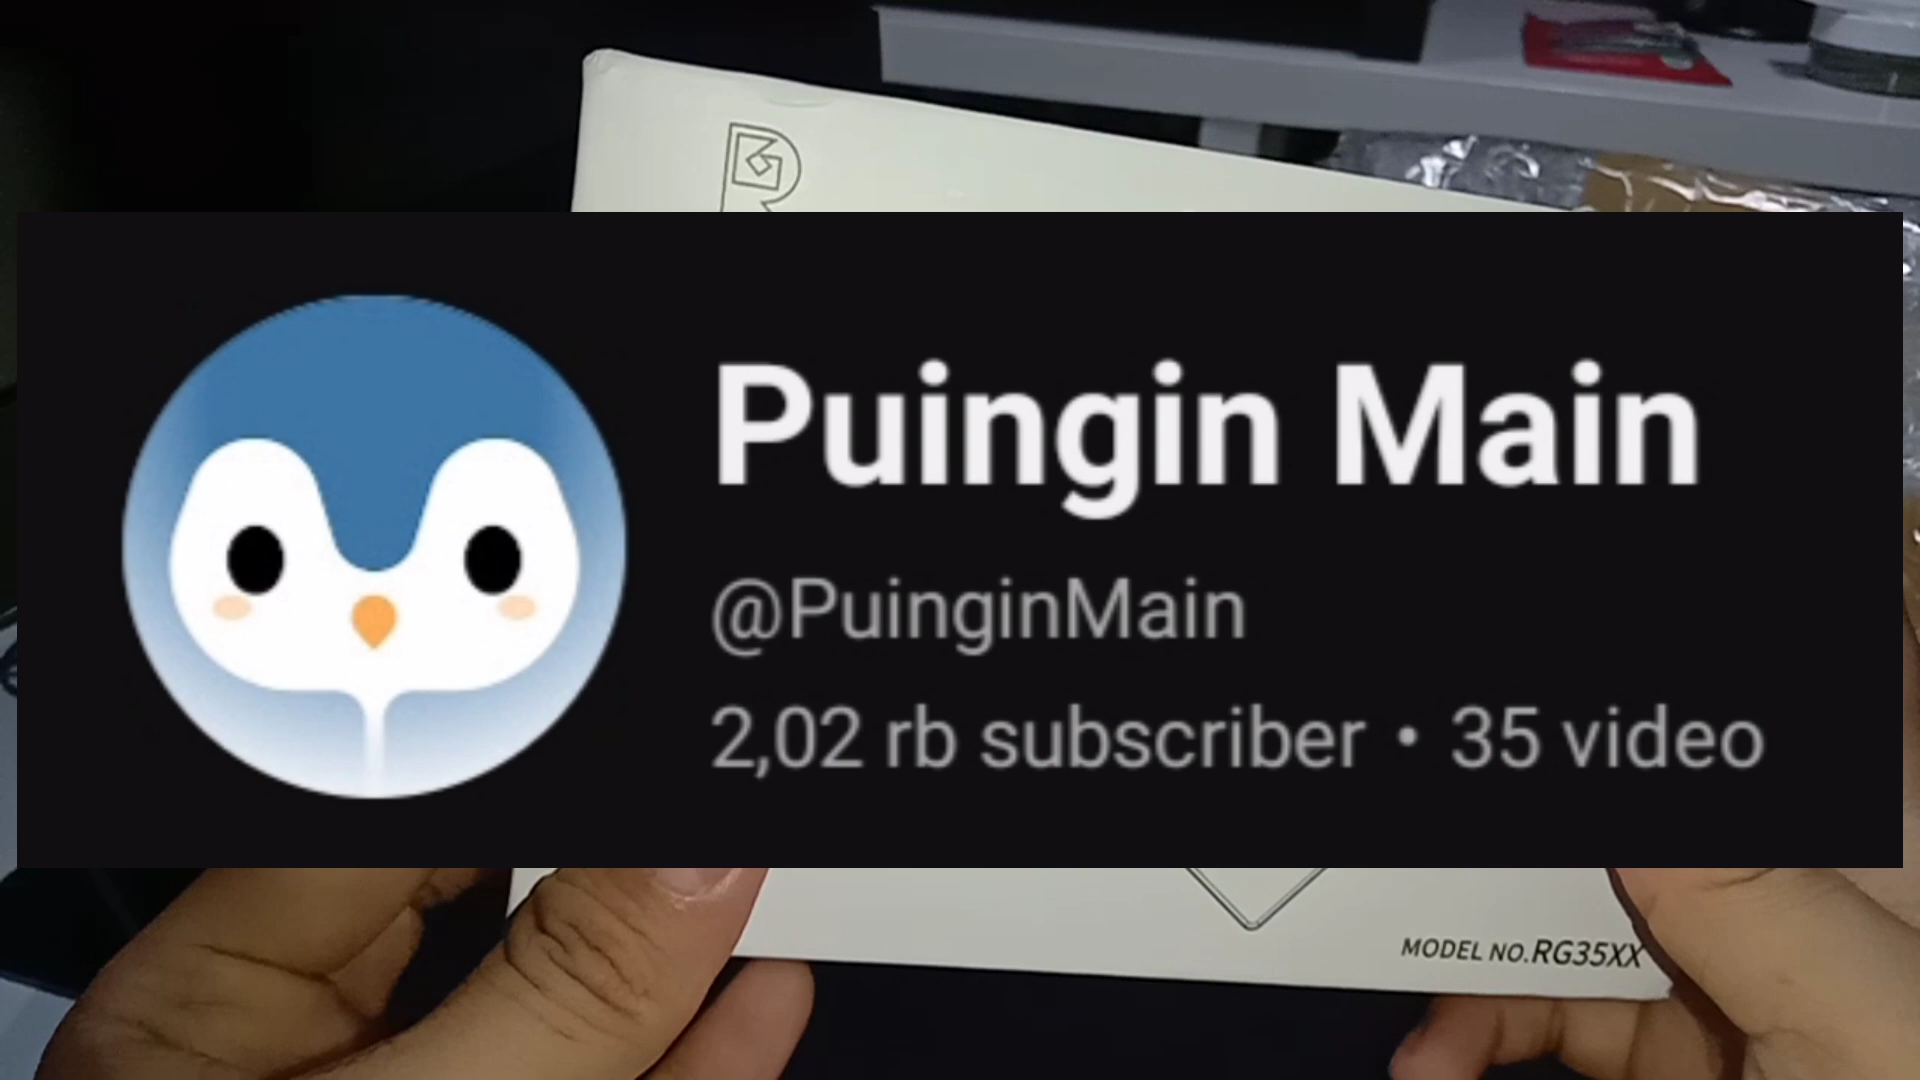 Puingin Main
@PuinginMain
2,02 rb subscriber • 35 video
MODEL NO.RG35XX